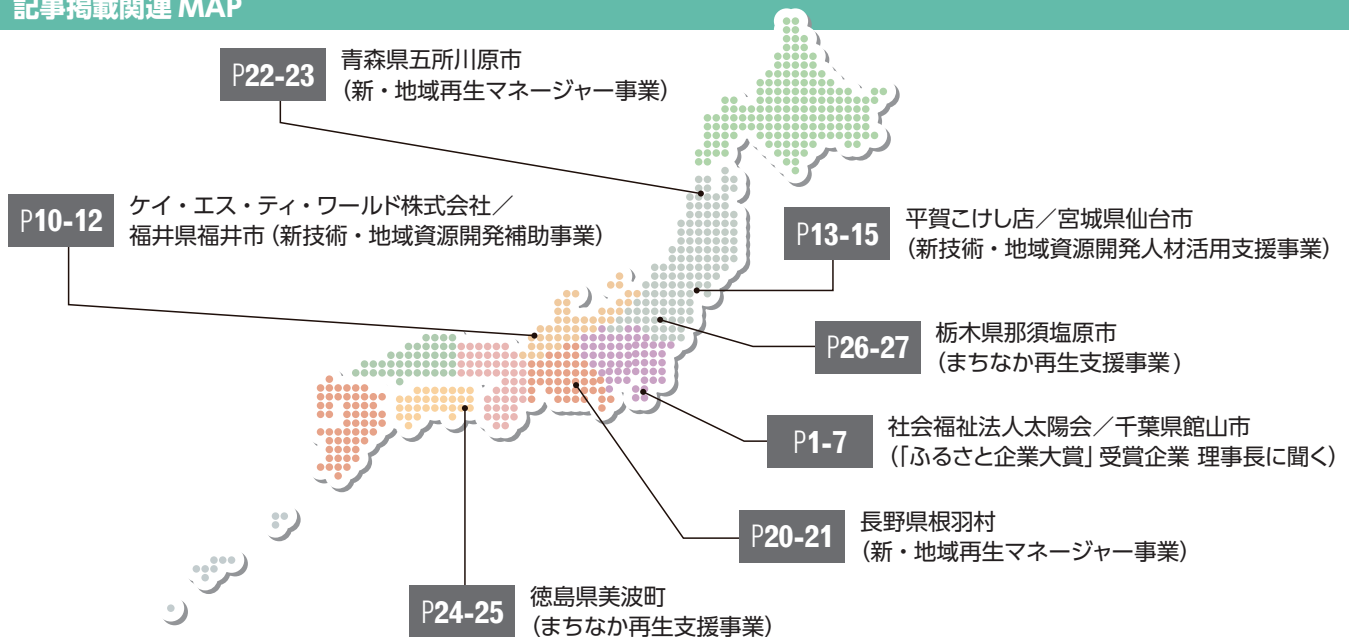 記事掲載関連 MAP
P22-23
青森県五所川原市
（新・地域再生マネージャー事業）
P10-12
ケイ・エス・ティ・ワールド株式会社／
福井県福井市（新技術・地域資源開発補助事業）
P13-15
平賀こけし店／宮城県仙台市
（新技術・地域資源開発人材活用支援事業）
P26-27
栃木県那須塩原市
（まちなか再生支援事業）
P1-7
社会福祉法人太陽会／千葉県館山市
（「ふるさと企業大賞」受賞企業 理事長に聞く）
P20-21
長野県根羽村
（新・地域再生マネージャー事業）
P24-25
徳島県美波町
（まちなか再生支援事業）